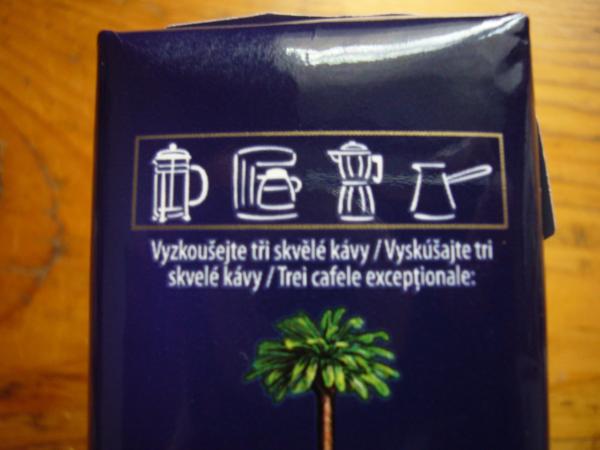 Vyzkoušejte tři skvělé kávy / Vyskúšajte tri
skvelé kávy / Trei cafele excepționale: